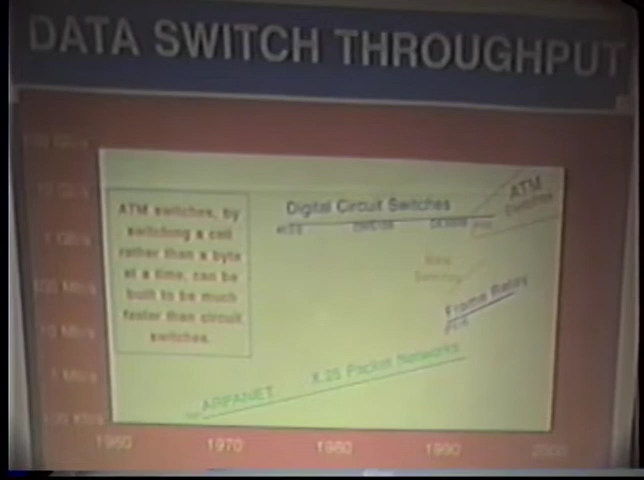 DATA SWITCH THROUGHPUT
ATM switches, by
switching a cell
rather than a byte
at a time, can be
built to be much
faster than circuit
switches.
Digital Circuit Switches
ATM
Frame Relay
X.25 Packet Networks
ARPANET
10 Gb/s
1 Gb/s
10 Mb/s
1 Mb/s
1960
1970
1980
1990
2000